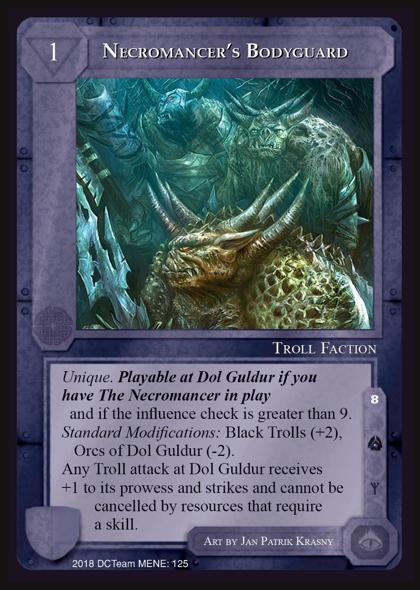 1
Necromancer's Bodyguard
Troll Faction
Unique. Playable at Dol Guldur if you
have The Necromancer in play
and if the influence check is greater than 9.
Standard Modifications: Black Trolls (+2),
Orcs of Dol Guldur (-2).
Any Troll attack at Dol Guldur receives
+1 to its prowess and strikes and cannot be
cancelled by resources that require
a skill.
8
Art by Jan Patrik Krasny
2018 DCTeam MENE: 125